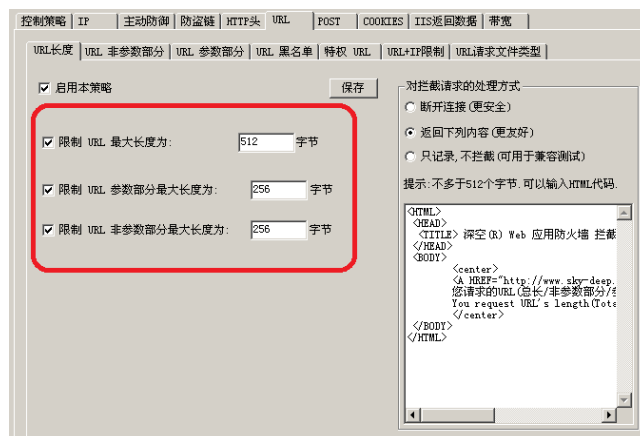 控制策略 IP 主动防御 防盗链 HTTP头 URL POST COOKIES IIS返回数据 带宽
URL长度 URL 非参数部分 URL 参数部分 URL 黑名单 特权 URL URL+IP限制 URL请求文件类型
启用本策略 保存
限制 URL 最大长度为: 512 字节
限制 URL 参数部分最大长度为: 256 字节
限制 URL 非参数部分最大长度为: 256 字节
对拦截请求的处理方式
断开连接(更安全)
返回下列内容(更友好)
只记录,不拦截(可用于兼容测试)
提示:不多于512个字节.可以输入HTML代码.
<HTML>
<HEAD>
<TITLE> 深空(R) Web 应用防火墙 拦截
</HEAD>
<BODY>
<center>
<A HREF="http://www.sky-deep.
您请求的URL(总长/非参数部分/
You request URL's length(Tota
</center>
</BODY>
</HTML>